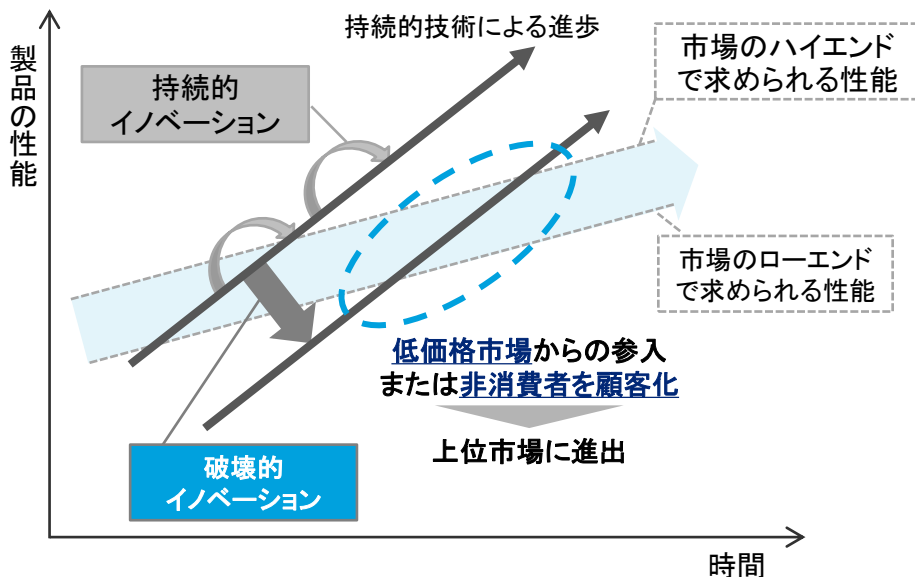 持続的技術による進歩
製品の性能
持続的
イノベーション
市場のハイエンド
で求められる性能
市場のローエンド
で求められる性能
低価格市場からの参入
または非消費者を顧客化
上位市場に進出
破壊的
イノベーション
時間